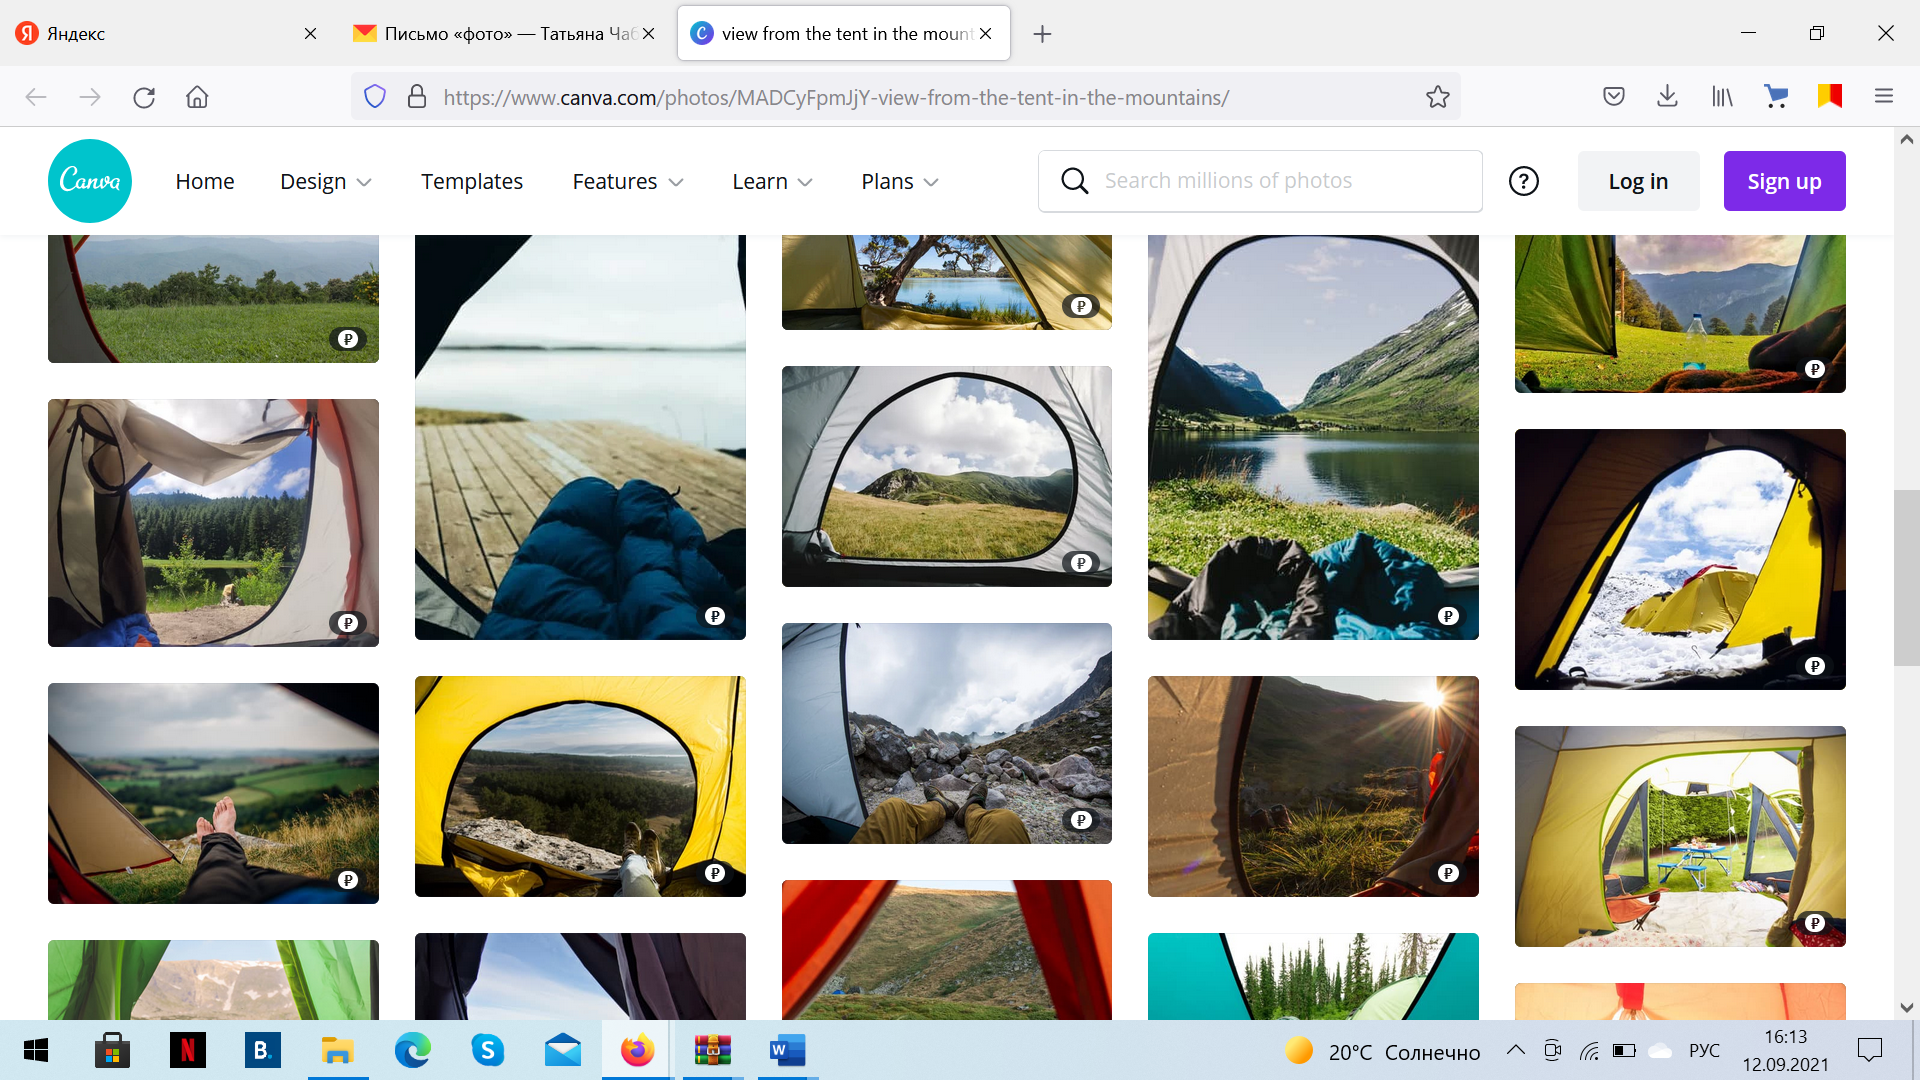 Яндекс
Письмо «фото» — Татьяна Чаб
view from the tent in the mount
https://www.canva.com/photos/MADCyFpmJjY-view-from-the-tent-in-the-mountains/
Canva
Home
Design
Templates
Features
Learn
Plans
Search millions of photos
Log in
Sign up
20°C Солнечно
РУС
16:13
12.09.2021